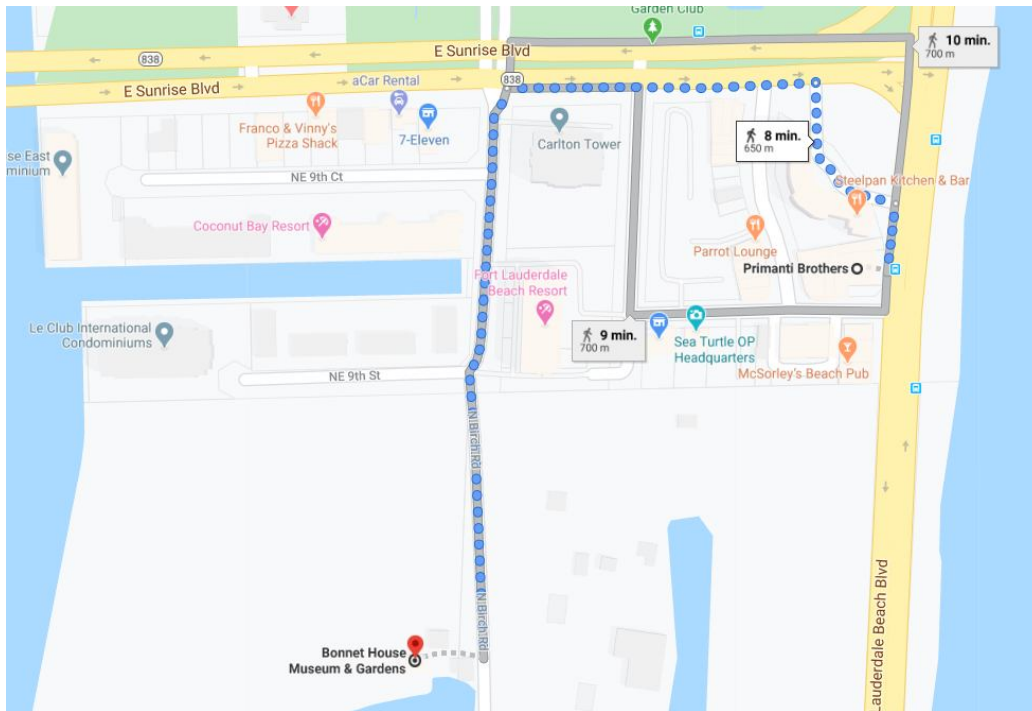 Garden Club
10 min.
700 m
E Sunrise Blvd
838
838
E Sunrise Blvd
aCar Rental
Franco & Vinny's
Pizza Shack
7-Eleven
Carlton Tower
8 min.
650 m
se East
minium
NE 9th Ct
Steelpan Kitchen & Bar
Coconut Bay Resort
Parrot Lounge
Primanti Brothers
Fort Lauderdale
Beach Resort
Le Club International
Condominiums
9 min.
700 m
Sea Turtle OP
Headquarters
NE 9th St
McSorley's Beach Pub
N Birch Rd
N Birch Rd
Lauderdale Beach Blvd
Bonnet House
Museum & Gardens